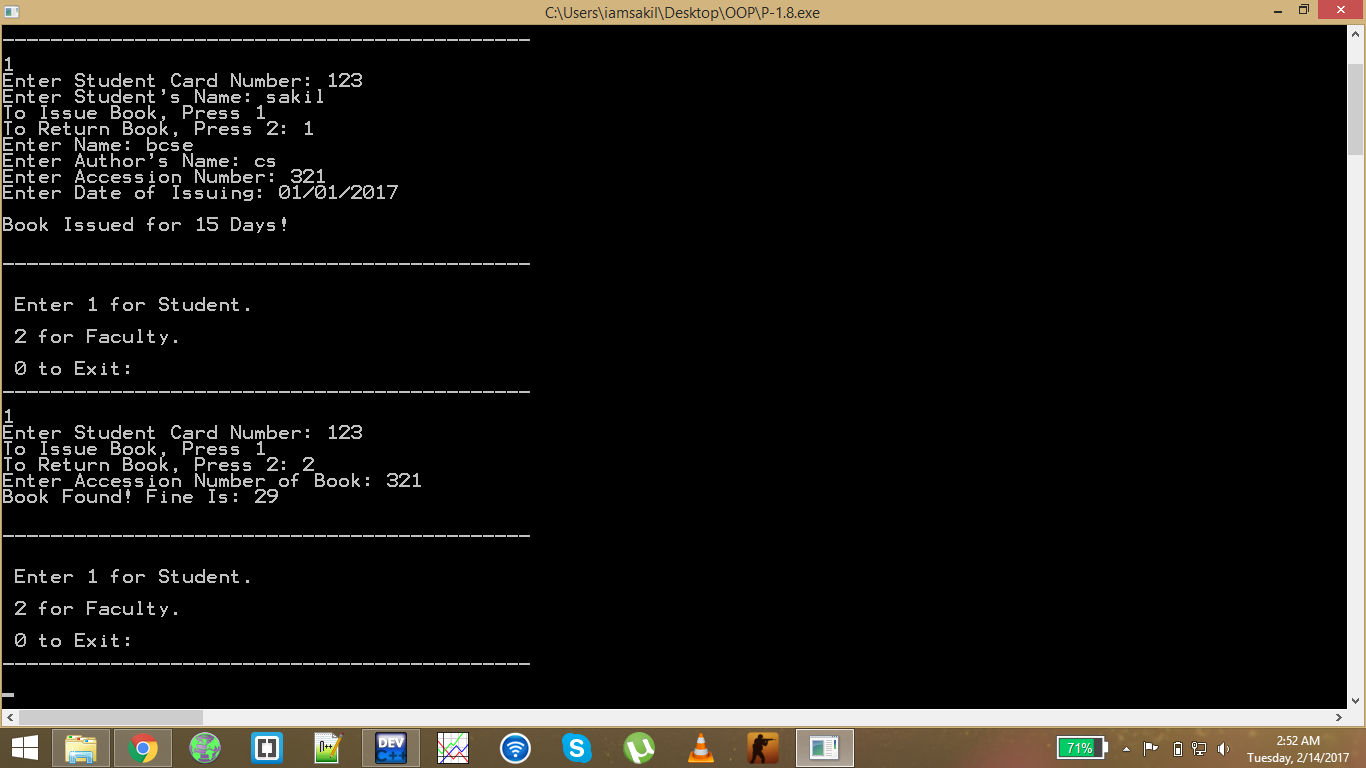 C:\Users\iamsakil\Desktop\OOP\P-1.8.exe
--------------------------------------------
1
Enter Student Card Number: 123
Enter Student's Name: sakil
To Issue Book, Press 1
To Return Book, Press 2: 1
Enter Name: bcse
Enter Author's Name: cs
Enter Accession Number: 321
Enter Date of Issuing: 01/01/2017
Book Issued for 15 Days!
--------------------------------------------
Enter 1 for Student.
2 for Faculty.
0 to Exit:
--------------------------------------------
1
Enter Student Card Number: 123
To Issue Book, Press 1
To Return Book, Press 2: 2
Enter Accession Number of Book: 321
Book Found! Fine Is: 29
--------------------------------------------
Enter 1 for Student.
2 for Faculty.
0 to Exit:
--------------------------------------------
n++
DEV
C++
S
71%
2:52 AM
Tuesday, 2/14/2017